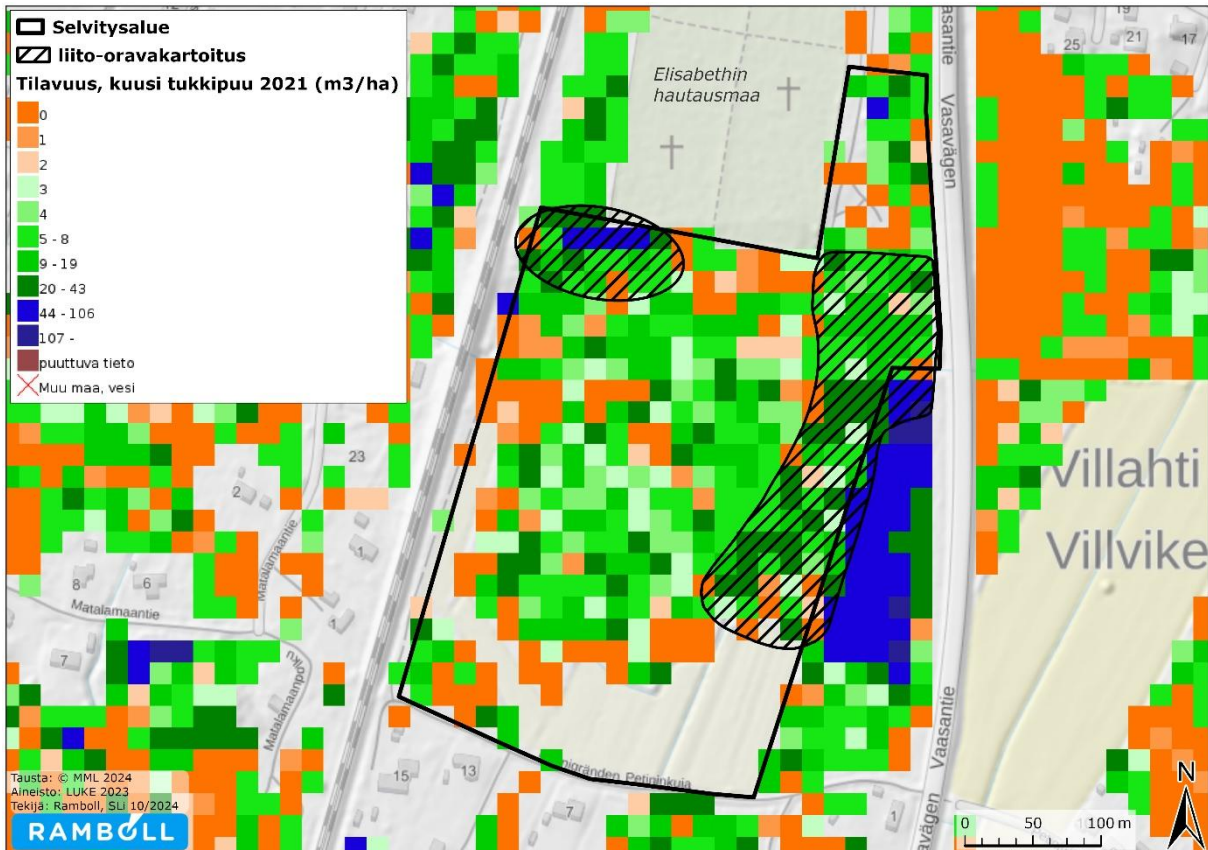 Selvitysalue
liito-oravakartoitus
Tilavuus, kuusi tukkipuu 2021 (m3/ha)
0
1
2
3
4
5 - 8
9 - 19
20 - 43
44 - 106
107 -
puuttuva tieto
Muu maa, vesi
Elisabethin
hautausmaa
Vasavägen
19
25
21
17
23
2
8
6
Matalamaantie
Matalamaantie
1
1
7
Villahti
Villvike
Vaasantie
Vasavägen
15
13
Petininkuja
7
1
Tausta: © MML 2024
Aineisto: LUKE 2023
Tekijä: Ramboll, SLi 10/2024
RAMBOLL
N
0 50 100 m